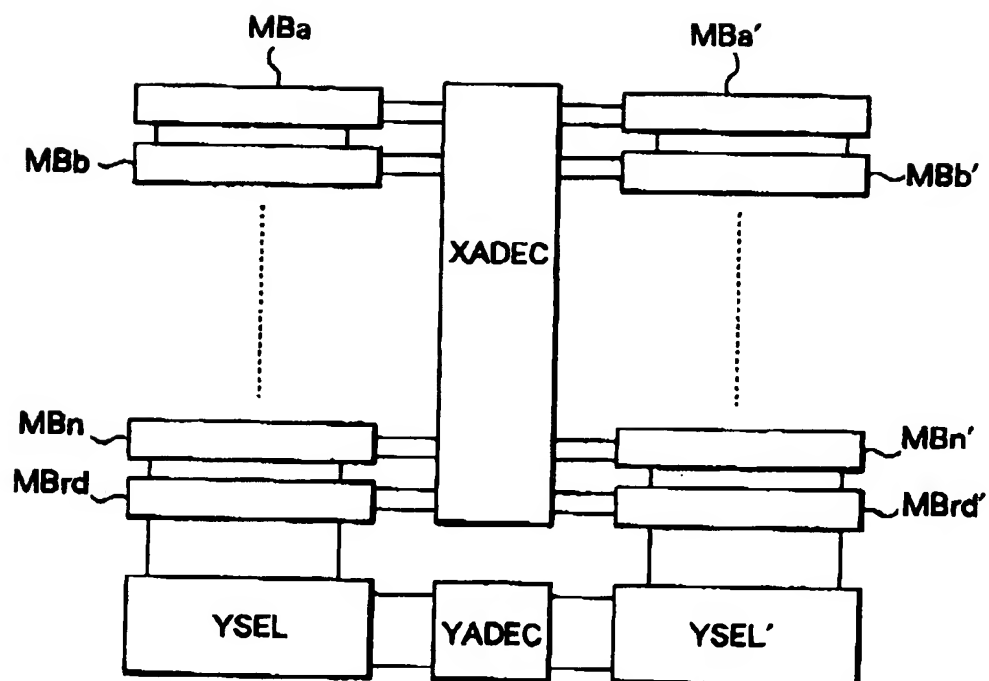 MBa
MBa′
MBb
MBb′
XADEC
MBn
MBn′
MBrd
MBrd′
YSEL
YADEC
YSEL′